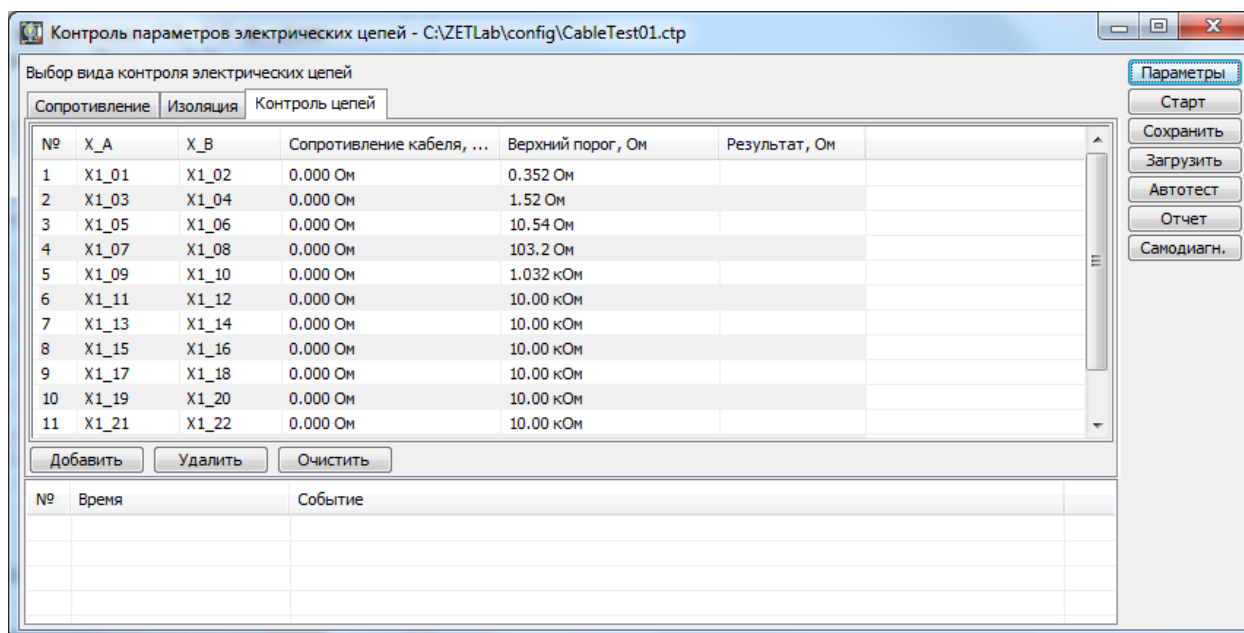 Контроль параметров электрических цепей - C:\ZETLab\config\CableTest01.ctp
Выбор вида контроля электрических цепей
Сопротивление Изоляция Контроль цепей
№ X_A X_B Сопротивление кабеля, ... Верхний порог, Ом Результат, Ом
1 X1_01 X1_02 0.000 Ом 0.352 Ом
2 X1_03 X1_04 0.000 Ом 1.52 Ом
3 X1_05 X1_06 0.000 Ом 10.54 Ом
4 X1_07 X1_08 0.000 Ом 103.2 Ом
5 X1_09 X1_10 0.000 Ом 1.032 кОм
6 X1_11 X1_12 0.000 Ом 10.00 кОм
7 X1_13 X1_14 0.000 Ом 10.00 кОм
8 X1_15 X1_16 0.000 Ом 10.00 кОм
9 X1_17 X1_18 0.000 Ом 10.00 кОм
10 X1_19 X1_20 0.000 Ом 10.00 кОм
11 X1_21 X1_22 0.000 Ом 10.00 кОм
Добавить Удалить Очистить
№ Время Событие
Параметры
Старт
Сохранить
Загрузить
Автотест
Отчет
Самодиагн.